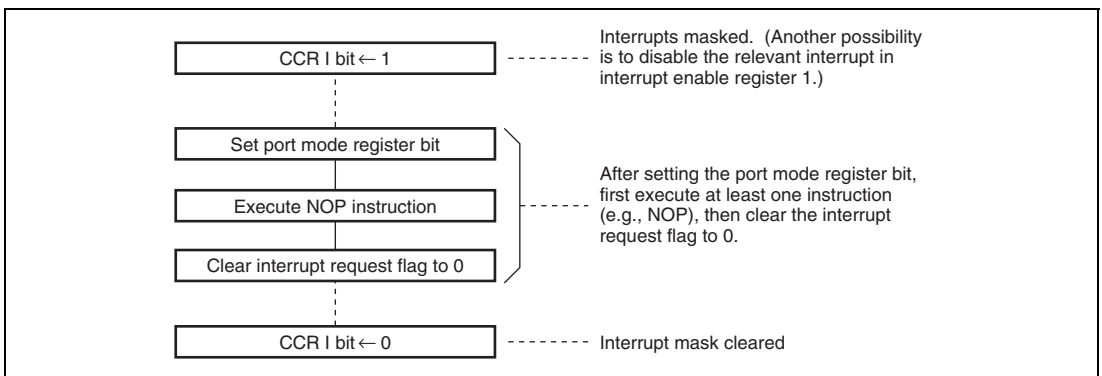 CCR I bit ← 1
Interrupts masked. (Another possibility
is to disable the relevant interrupt in
interrupt enable register 1.)
Set port mode register bit
Execute NOP instruction
Clear interrupt request flag to 0
After setting the port mode register bit,
first execute at least one instruction
(e.g., NOP), then clear the interrupt
request flag to 0.
CCR I bit ← 0
Interrupt mask cleared